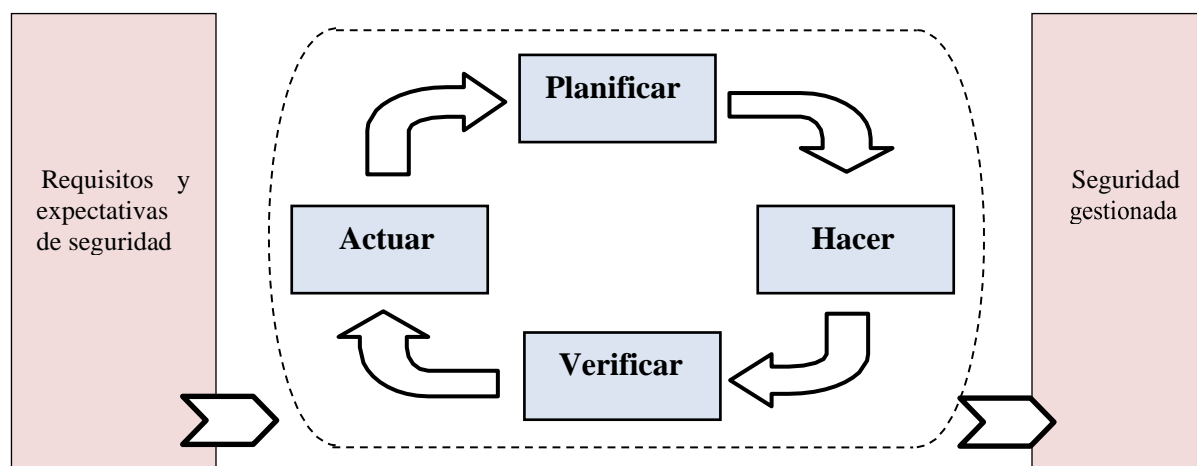 Planificar
Requisitos y
expectativas
de seguridad
Actuar
Hacer
Verificar
Seguridad
gestionada